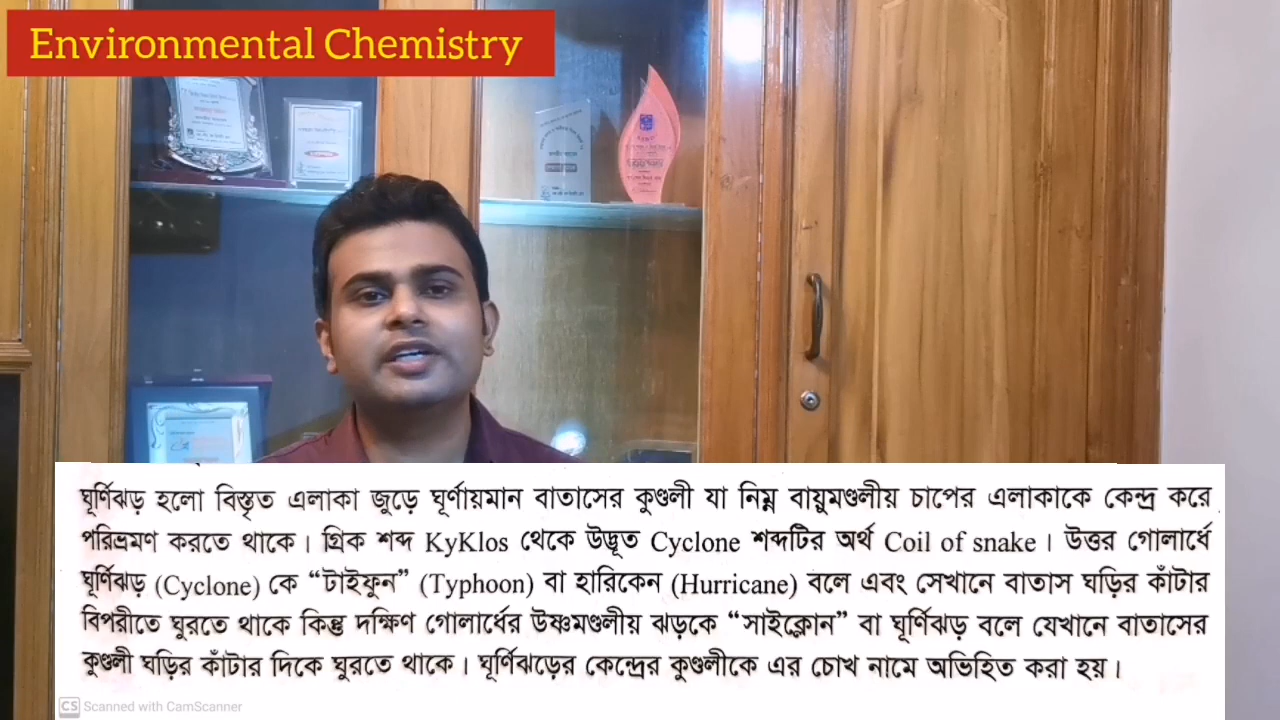 Environmental Chemistry
ঘূর্ণিঝড় হলো বিস্তৃত এলাকা জুড়ে ঘূর্ণায়মান বাতাসের কুণ্ডলী যা নিম্ন বায়ুমণ্ডলীয় চাপের এলাকাকে কেন্দ্র করে
পরিভ্রমণ করতে থাকে। গ্রিক শব্দ KyKlos থেকে উদ্ভূত Cyclone শব্দটির অর্থ Coil of snake। উত্তর গোলার্ধে
ঘূর্ণিঝড় (Cyclone) কে “টাইফুন” (Typhoon) বা হারিকেন (Hurricane) বলে এবং সেখানে বাতাস ঘড়ির কাঁটার
বিপরীতে ঘুরতে থাকে কিন্তু দক্ষিণ গোলার্ধের উষ্ণমণ্ডলীয় ঝড়কে “সাইক্লোন” বা ঘূর্ণিঝড় বলে যেখানে বাতাসের
কুণ্ডলী ঘড়ির কাঁটার দিকে ঘুরতে থাকে। ঘূর্ণিঝড়ের কেন্দ্রের কুণ্ডলীকে এর চোখ নামে অভিহিত করা হয়।
CS Scanned with CamScanner